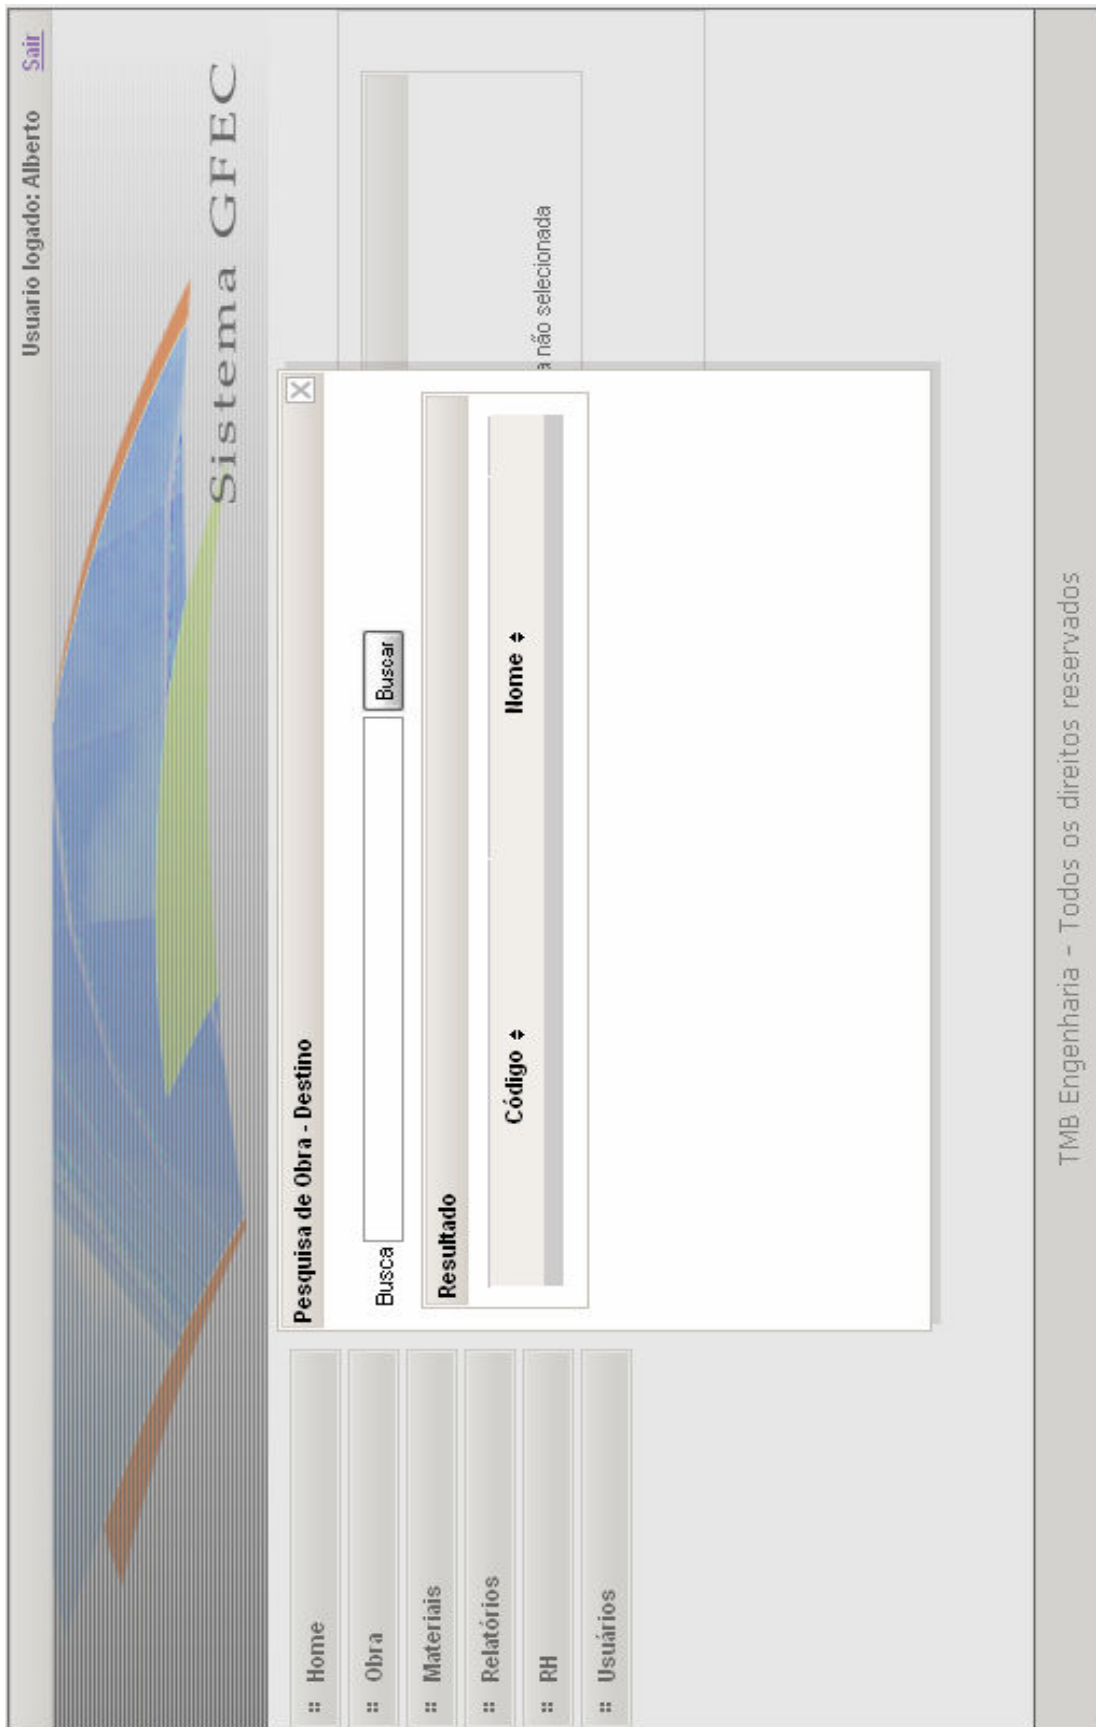 Usuario logado: Alberto Sair
Sistema GFEC
:: Home
:: Obra
:: Materiais
:: Relatórios
:: RH
:: Usuários
Pesquisa de Obra - Destino
Busca Buscar
Resultado
Código Nome
não selecionada
TMB Engenharia - Todos os direitos reservados